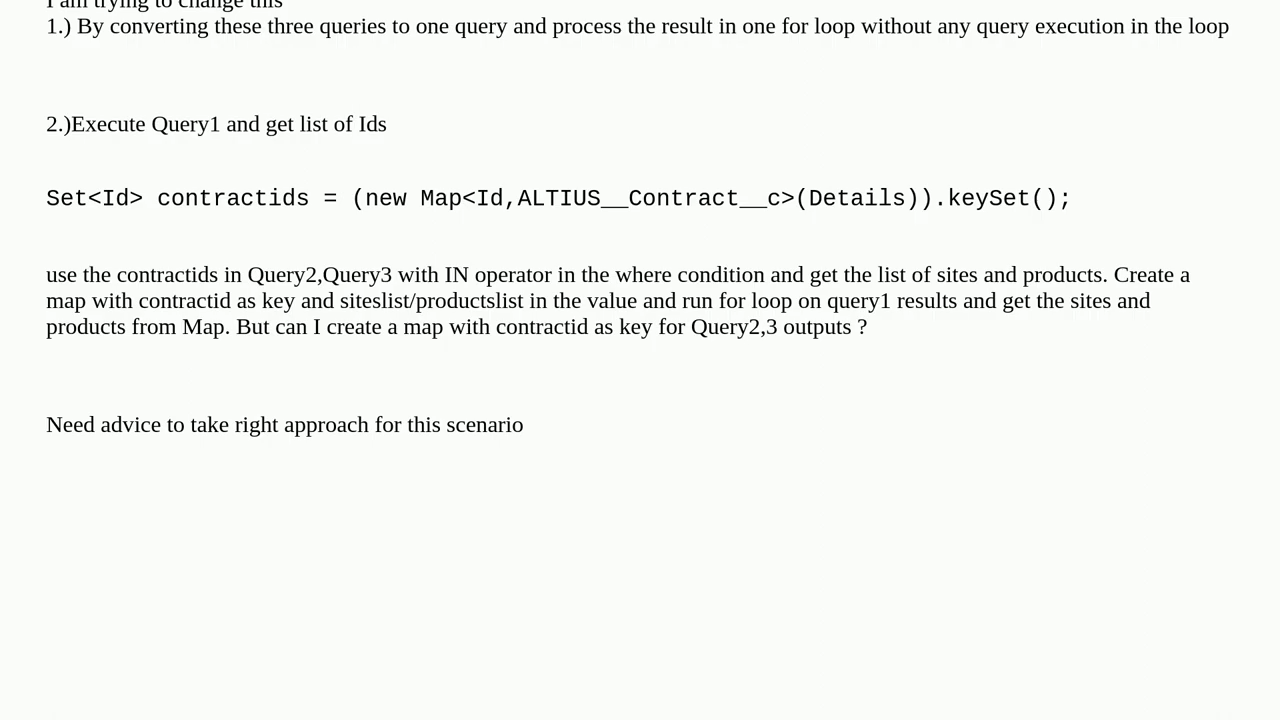 I am trying to change this
1.) By converting these three queries to one query and process the result in one for loop without any query execution in the loop
2.)Execute Query1 and get list of Ids
Set<Id> contractids = (new Map<Id,ALTIUS__Contract__c>(Details)).keySet();
use the contractids in Query2,Query3 with IN operator in the where condition and get the list of sites and products. Create a
map with contractid as key and siteslist/productslist in the value and run for loop on query1 results and get the sites and
products from Map. But can I create a map with contractid as key for Query2,3 outputs ?
Need advice to take right approach for this scenario